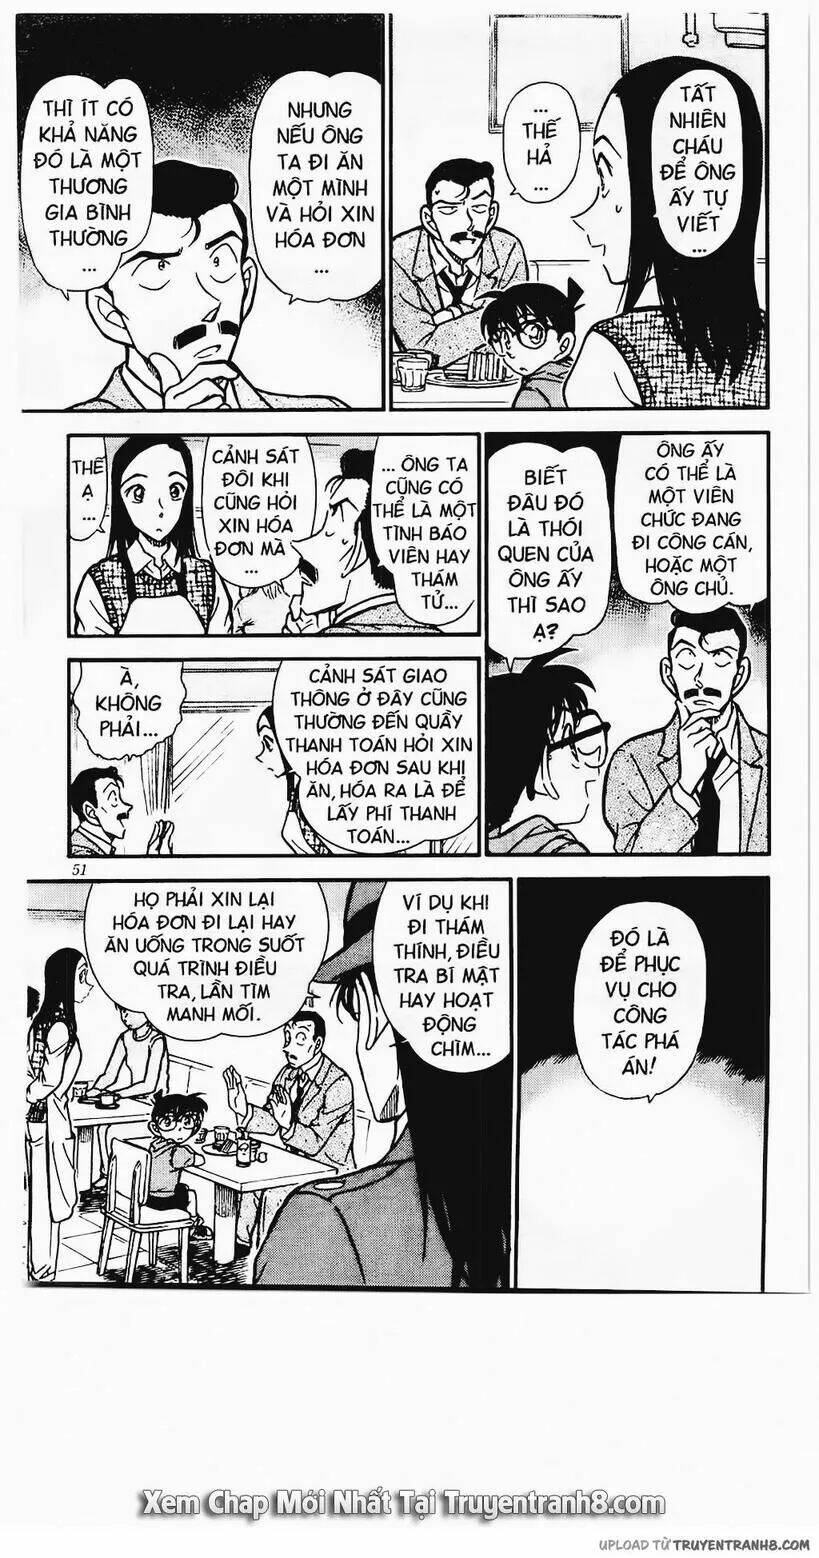 TẤT
NHIÊN
CHÁU
ĐỂ ÔNG
ẤY TỰ
VIẾT
...
...
THẾ
HẢ
...
NHƯNG
NẾU ÔNG
TA ĐI ĂN
MỘT MÌNH
VÀ HỎI XIN
HÓA ĐƠN
...
THÌ ÍT CÓ
KHẢ NĂNG
ĐÓ LÀ MỘT
THƯƠNG
GIA BÌNH
THƯỜNG
...
ÔNG ẤY
CÓ THỂ LÀ
MỘT VIÊN
CHỨC ĐANG
ĐI CÔNG CÁN,
HOẶC MỘT
ÔNG CHỦ.
BIẾT
ĐÂU ĐÓ
LÀ THÓI
QUEN CỦA
ÔNG ẤY
THÌ SAO
Ạ?
... ÔNG TA
CŨNG CÓ
THỂ LÀ MỘT
TÌNH BÁO
VIÊN HAY
THÁM
TỬ...
CẢNH SÁT
ĐÔI KHI
CŨNG HỎI
XIN HÓA
ĐƠN MÀ
...
THẾ
Ạ
...
CẢNH SÁT GIAO
THÔNG Ở ĐÂY CŨNG
THƯỜNG ĐẾN QUẦY
THANH TOÁN HỎI XIN
HÓA ĐƠN SAU KHI
ĂN, HÓA RA LÀ ĐỂ
LẤY PHÍ THANH
TOÁN...
À,
KHÔNG
PHẢI...
51
ĐÓ LÀ
ĐỂ PHỤC
VỤ CHO
CÔNG
TÁC PHÁ
ÁN!
VÍ DỤ KHI
ĐI THÁM
THÍNH, ĐIỀU
TRA BÍ MẬT
HAY HOẠT
ĐỘNG
CHÌM...
HỌ PHẢI XIN LẠI
HÓA ĐƠN ĐI LẠI HAY
ĂN UỐNG TRONG SUỐT
QUÁ TRÌNH ĐIỀU
TRA, LẦN TÌM
MANH MỐI.
Xem Chap Mới Nhất Tại Truyentranh8.com
UPLOAD TỪ TRUYENTRANH8.COM